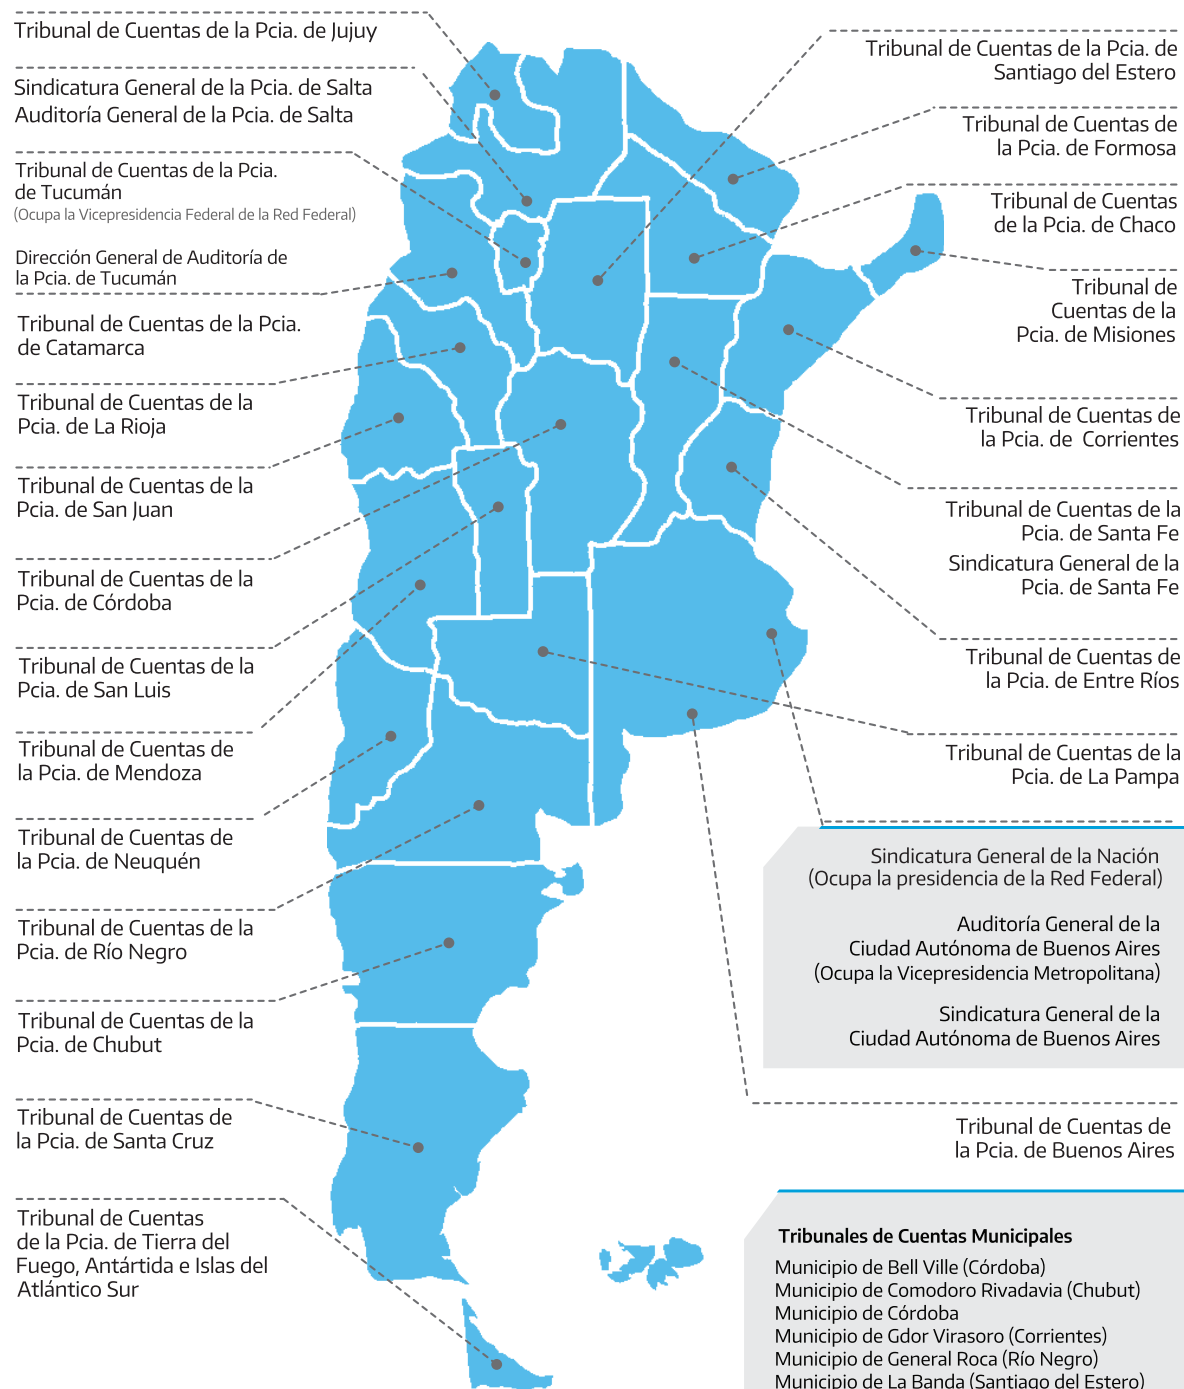 Tribunal de Cuentas de la Pcia. de Jujuy
Sindicatura General de la Pcia. de Salta
Auditoría General de la Pcia. de Salta
Tribunal de Cuentas de la Pcia.
de Tucumán
(Ocupa la Vicepresidencia Federal de la Red Federal)
Dirección General de Auditoría de
la Pcia. de Tucumán
Tribunal de Cuentas de la Pcia.
de Catamarca
Tribunal de Cuentas de la
Pcia. de La Rioja
Tribunal de Cuentas de la
Pcia. de San Juan
Tribunal de Cuentas de la
Pcia. de Córdoba
Tribunal de Cuentas de la
Pcia. de San Luis
Tribunal de Cuentas de
la Pcia. de Mendoza
Tribunal de Cuentas de
la Pcia. de Neuquén
Tribunal de Cuentas de la
Pcia. de Río Negro
Tribunal de Cuentas de la
Pcia. de Chubut
Tribunal de Cuentas de
la Pcia. de Santa Cruz
Tribunal de Cuentas
de la Pcia. de Tierra del
Fuego, Antártida e Islas del
Atlántico Sur
Tribunal de Cuentas de la Pcia. de
Santiago del Estero
Tribunal de Cuentas de
la Pcia. de Formosa
Tribunal de Cuentas
de la Pcia. de Chaco
Tribunal de
Cuentas de la
Pcia. de Misiones
Tribunal de Cuentas de
la Pcia. de Corrientes
Tribunal de Cuentas de la
Pcia. de Santa Fe
Sindicatura General de la
Pcia. de Santa Fe
Tribunal de Cuentas de
la Pcia. de Entre Ríos
Tribunal de Cuentas de la
Pcia. de La Pampa
Sindicatura General de la Nación
(Ocupa la presidencia de la Red Federal)
Auditoría General de la
Ciudad Autónoma de Buenos Aires
(Ocupa la Vicepresidencia Metropolitana)
Sindicatura General de la
Ciudad Autónoma de Buenos Aires
Tribunal de Cuentas de
la Pcia. de Buenos Aires
Tribunales de Cuentas Municipales
Municipio de Bell Ville (Córdoba)
Municipio de Comodoro Rivadavia (Chubut)
Municipio de Córdoba
Municipio de Gdor Virasoro (Corrientes)
Municipio de General Roca (Río Negro)
Municipio de La Banda (Santiago del Estero)